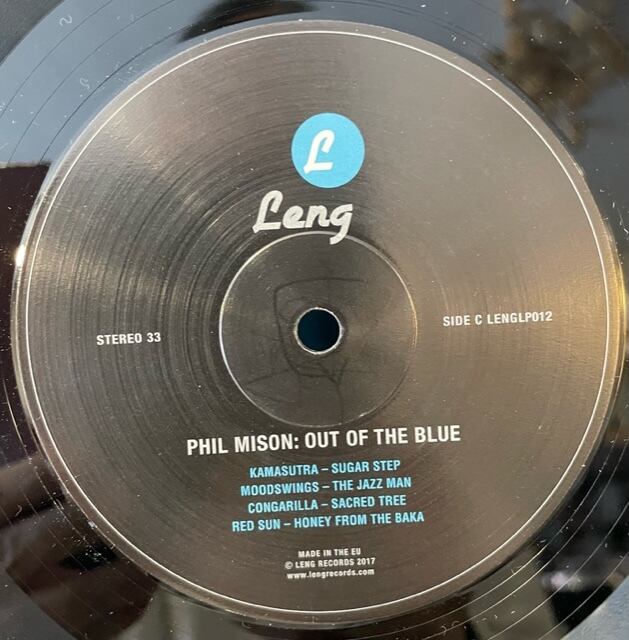 L
Leng
STEREO 33
SIDE C LENGLP012
PHIL MISON: OUT OF THE BLUE
KAMASUTRA – SUGAR STEP
MOODSWINGS – THE JAZZ MAN
CONGARILLA – SACRED TREE
RED SUN – HONEY FROM THE BAKA
MADE IN THE EU
© LENG RECORDS 2017
www.lengrecords.com